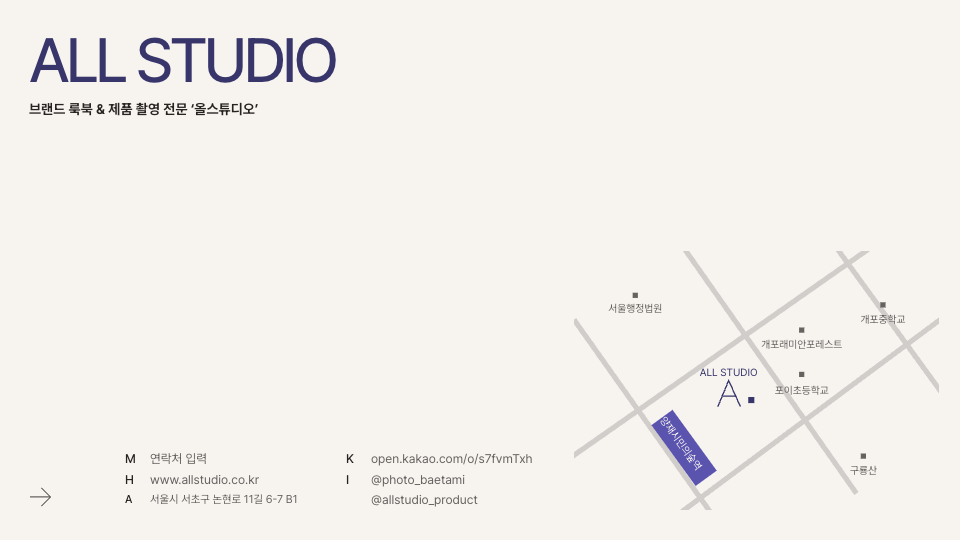 ALL STUDIO
브랜드 룩북 & 제품 촬영 전문 ‘올스튜디오’
서울행정법원
개포중학교
개포래미안포레스트
ALL STUDIO
포이초등학교
양재시민의숲역
구룡산
M 연락처 입력
H www.allstudio.co.kr
A 서울시 서초구 논현로 11길 6-7 B1
K open.kakao.com/o/s7fvmTxh
I @photo_baetami
@allstudio_product